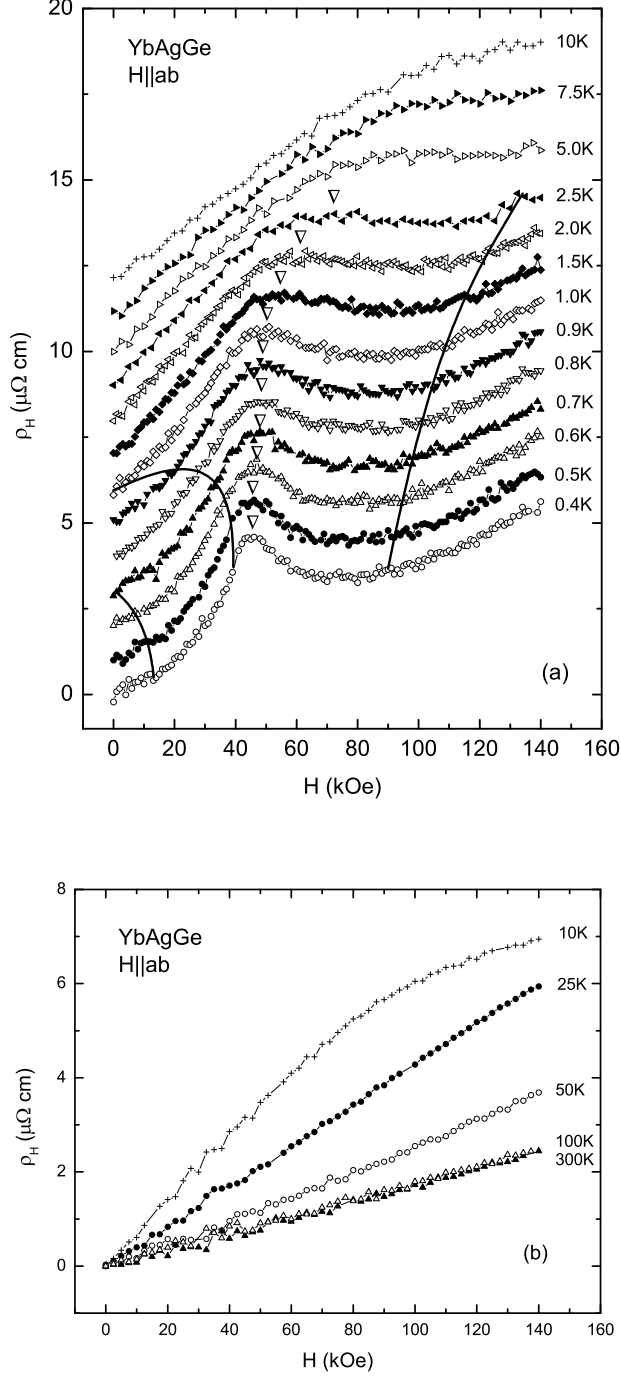 20
YbAgGe
H||ab
10K
7.5K
15
5.0K
2.5K
2.0K
1.5K
10
1.0K
0.9K
0.8K
0.7K
0.6K
5
0.5K
0.4K
0
(a)
ρH (μΩ cm)
0 20 40 60 80 100 120 140 160
H (kOe)
8
YbAgGe
H||ab
10K
6
25K
4
50K
2
100K
300K
0
(b)
ρH (μΩ cm)
0 20 40 60 80 100 120 140 160
H (kOe)